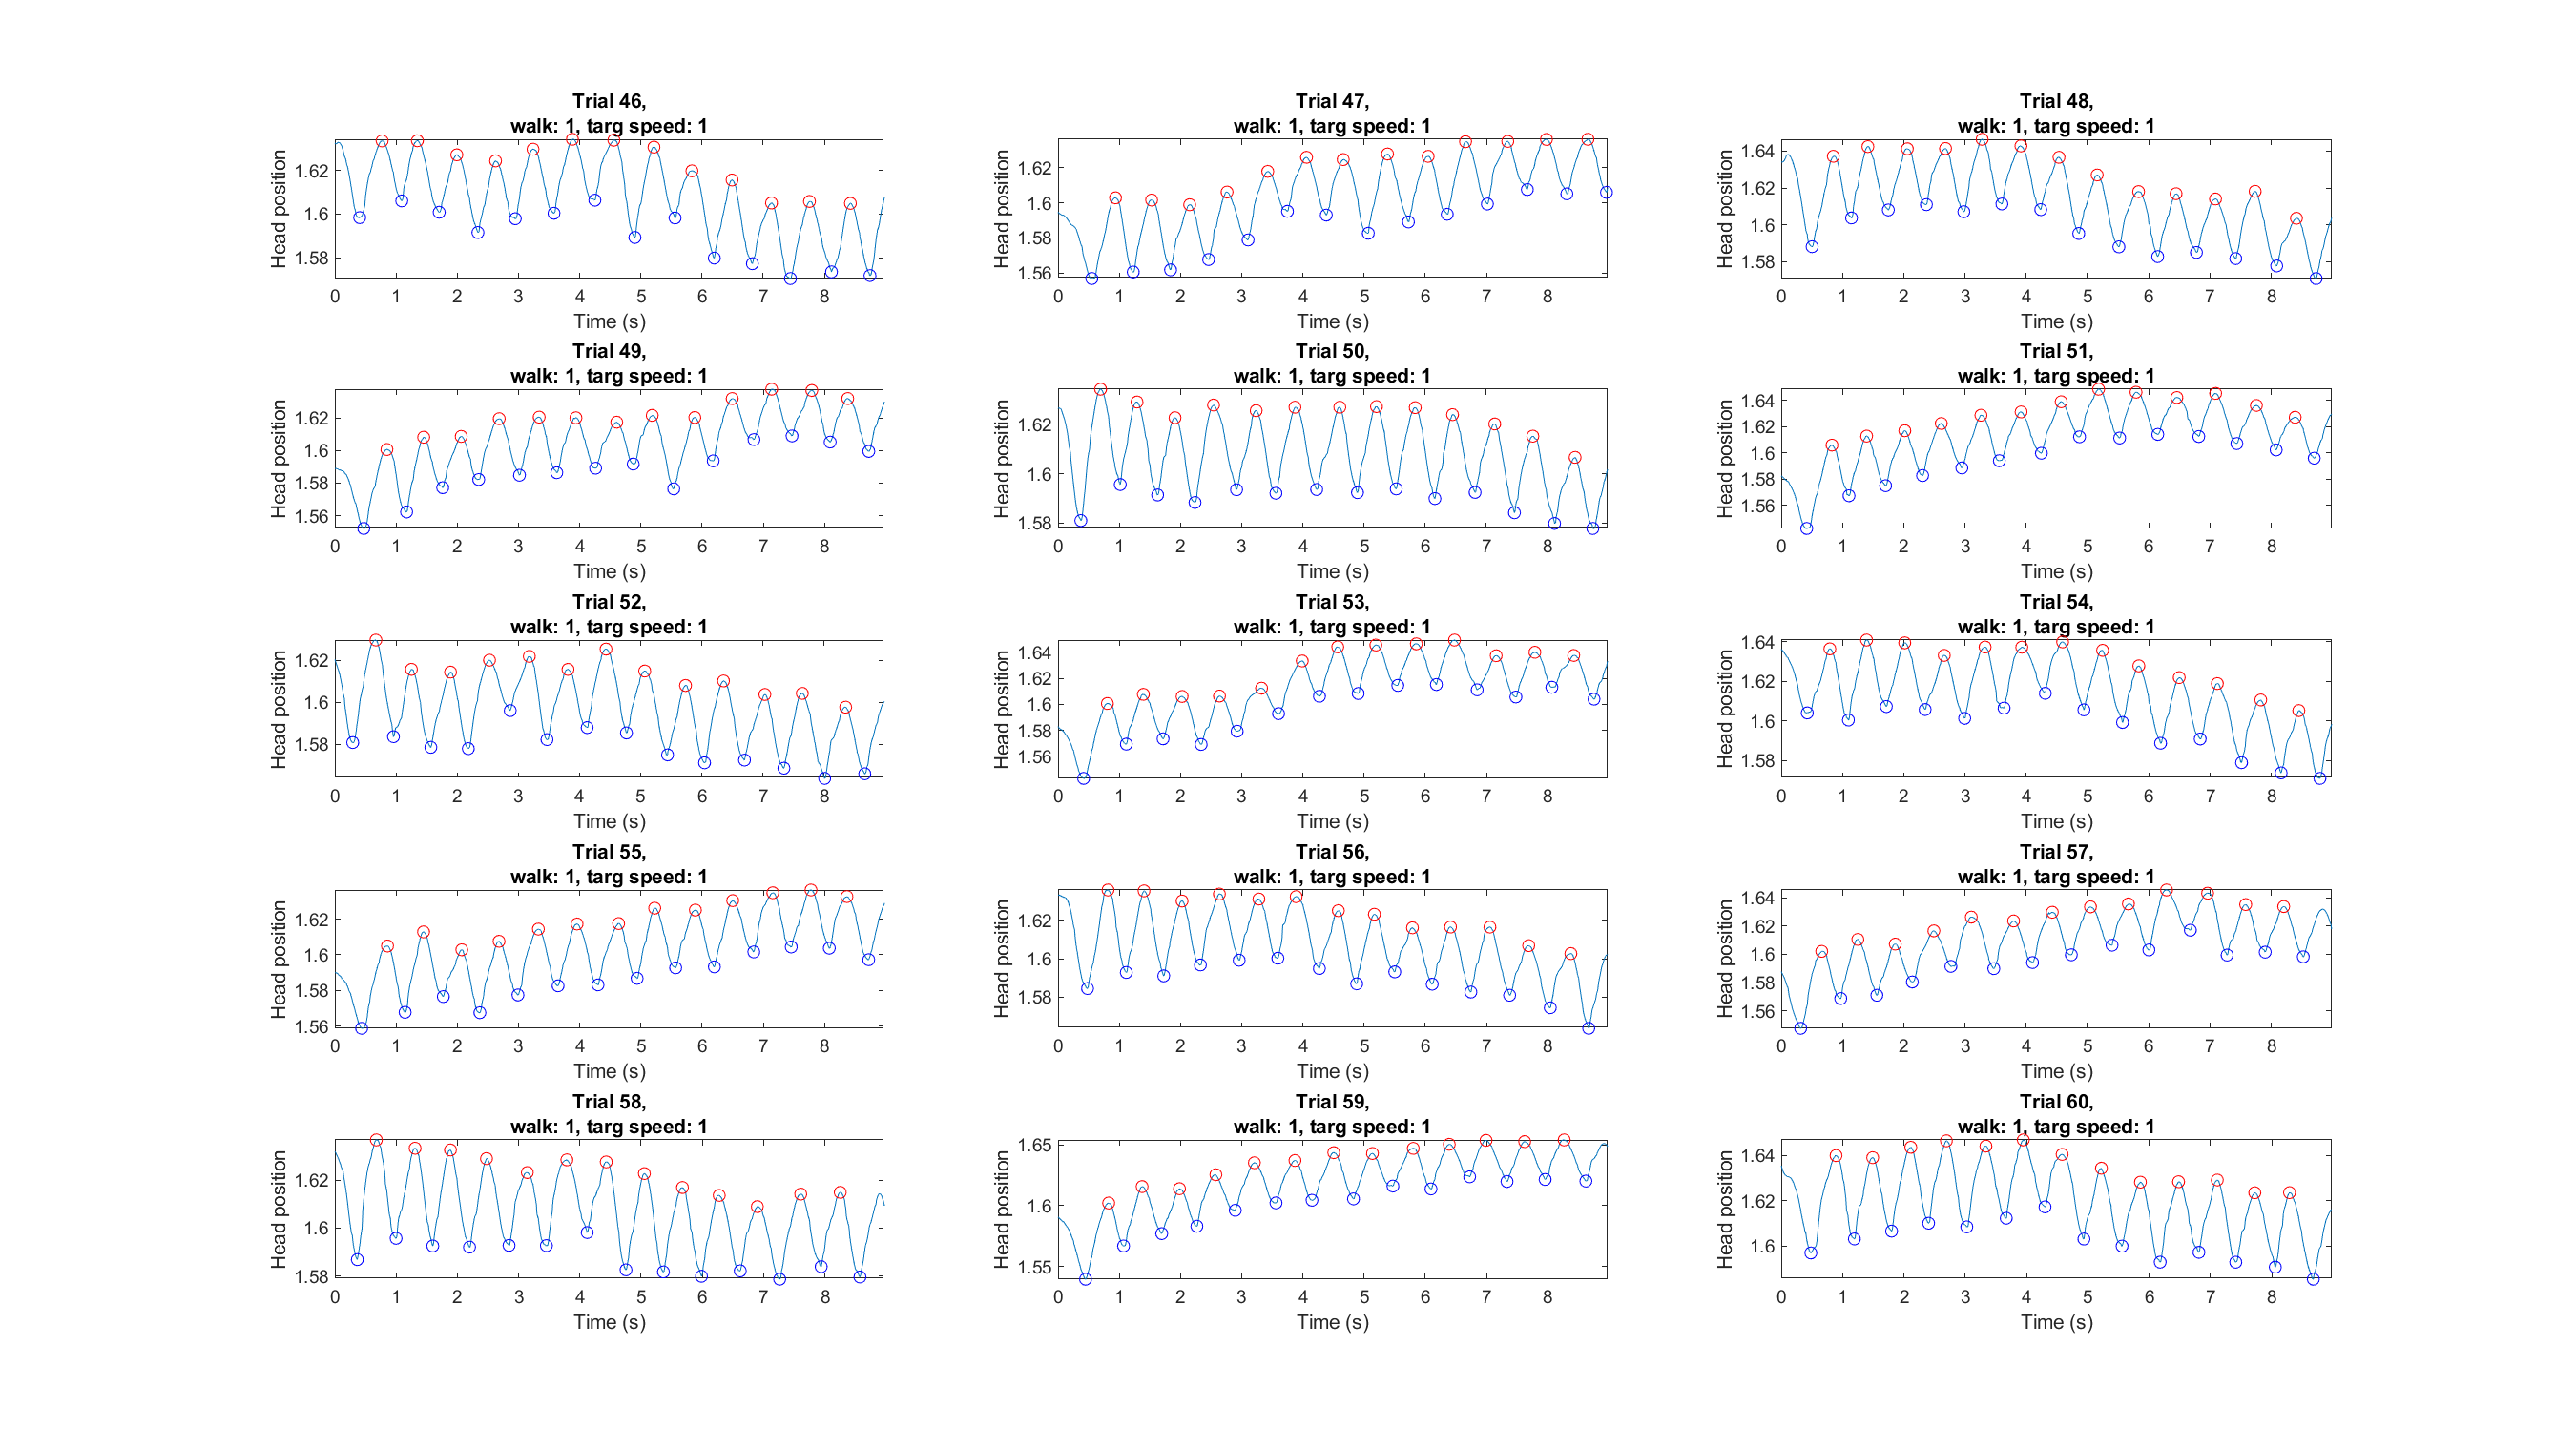 Trial 46,
walk: 1, targ speed: 1
Head position
1.62
1.6
1.58
0 1 2 3 4 5 6 7 8
Time (s)
Trial 47,
walk: 1, targ speed: 1
Head position
1.62
1.6
1.58
1.56
0 1 2 3 4 5 6 7 8
Time (s)
Trial 48,
walk: 1, targ speed: 1
Head position
1.64
1.62
1.6
1.58
0 1 2 3 4 5 6 7 8
Time (s)
Trial 49,
walk: 1, targ speed: 1
Head position
1.62
1.6
1.58
1.56
0 1 2 3 4 5 6 7 8
Time (s)
Trial 50,
walk: 1, targ speed: 1
Head position
1.62
1.6
1.58
0 1 2 3 4 5 6 7 8
Time (s)
Trial 51,
walk: 1, targ speed: 1
Head position
1.64
1.62
1.6
1.58
1.56
0 1 2 3 4 5 6 7 8
Time (s)
Trial 52,
walk: 1, targ speed: 1
Head position
1.62
1.6
1.58
0 1 2 3 4 5 6 7 8
Time (s)
Trial 53,
walk: 1, targ speed: 1
Head position
1.64
1.62
1.6
1.58
1.56
0 1 2 3 4 5 6 7 8
Time (s)
Trial 54,
walk: 1, targ speed: 1
Head position
1.64
1.62
1.6
1.58
0 1 2 3 4 5 6 7 8
Time (s)
Trial 55,
walk: 1, targ speed: 1
Head position
1.62
1.6
1.58
1.56
0 1 2 3 4 5 6 7 8
Time (s)
Trial 56,
walk: 1, targ speed: 1
Head position
1.62
1.6
1.58
0 1 2 3 4 5 6 7 8
Time (s)
Trial 57,
walk: 1, targ speed: 1
Head position
1.64
1.62
1.6
1.58
1.56
0 1 2 3 4 5 6 7 8
Time (s)
Trial 58,
walk: 1, targ speed: 1
Head position
1.62
1.6
1.58
0 1 2 3 4 5 6 7 8
Time (s)
Trial 59,
walk: 1, targ speed: 1
Head position
1.65
1.6
1.55
0 1 2 3 4 5 6 7 8
Time (s)
Trial 60,
walk: 1, targ speed: 1
Head position
1.64
1.62
1.6
0 1 2 3 4 5 6 7 8
Time (s)